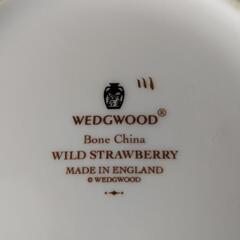 WEDGWOOD®
Bone China
WILD STRAWBERRY
MADE IN ENGLAND
© WEDGWOOD